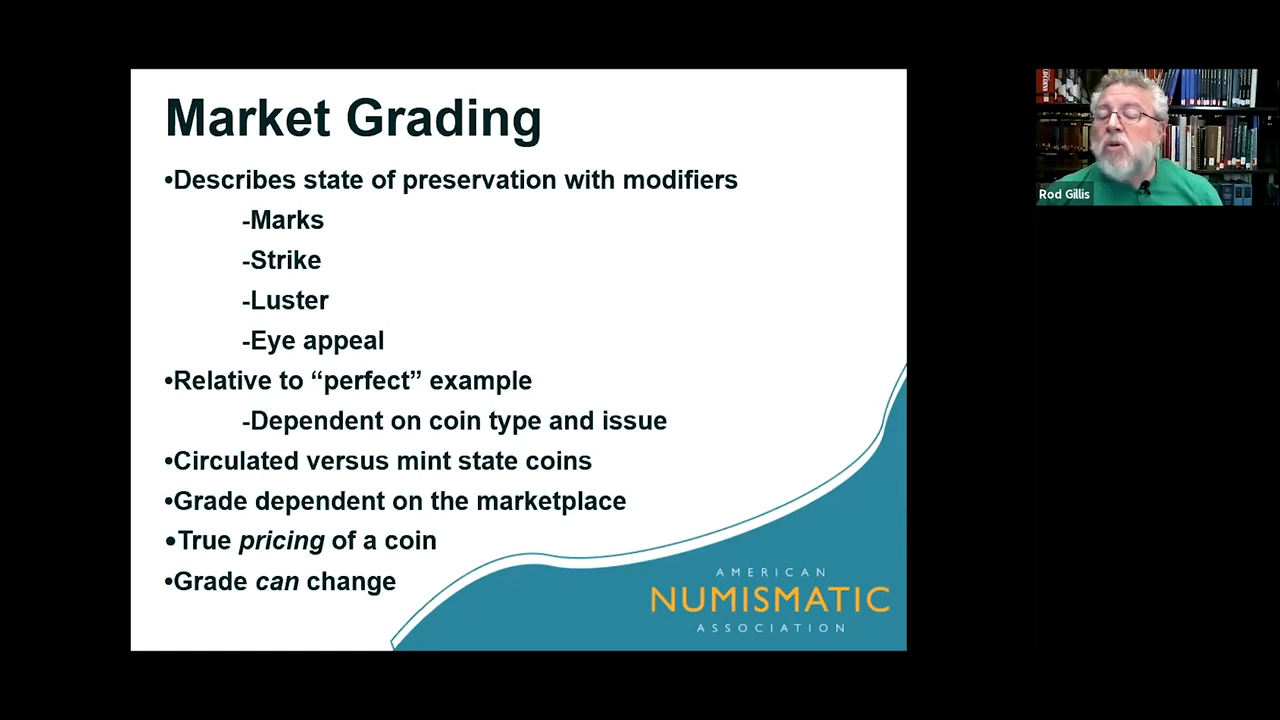 Market Grading
•Describes state of preservation with modifiers
-Marks
-Strike
-Luster
-Eye appeal
•Relative to “perfect” example
-Dependent on coin type and issue
•Circulated versus mint state coins
•Grade dependent on the marketplace
•True pricing of a coin
•Grade can change
AMERICAN
NUMISMATIC
ASSOCIATION
Rod Gillis